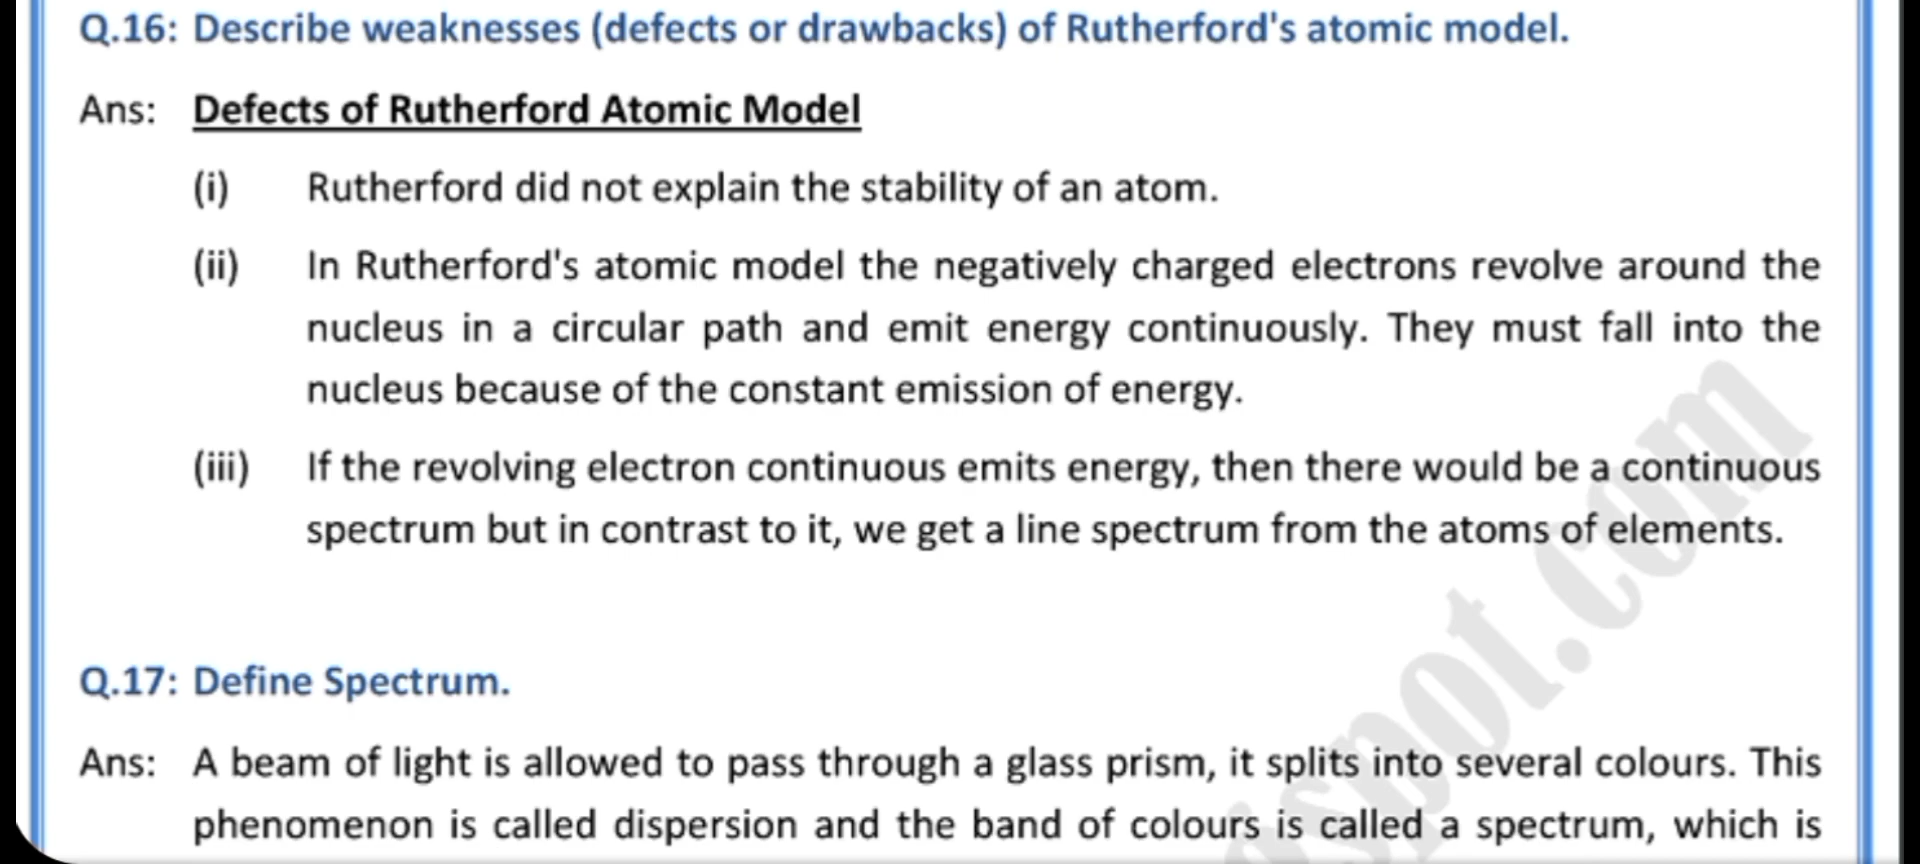 Q.16: Describe weaknesses (defects or drawbacks) of Rutherford's atomic model.
Ans: Defects of Rutherford Atomic Model
(i) Rutherford did not explain the stability of an atom.
(ii) In Rutherford's atomic model the negatively charged electrons revolve around the
nucleus in a circular path and emit energy continuously. They must fall into the
nucleus because of the constant emission of energy.
(iii) If the revolving electron continuous emits energy, then there would be a continuous
spectrum but in contrast to it, we get a line spectrum from the atoms of elements.
Q.17: Define Spectrum.
Ans: A beam of light is allowed to pass through a glass prism, it splits into several colours. This
phenomenon is called dispersion and the band of colours is called a spectrum, which is
spot.com